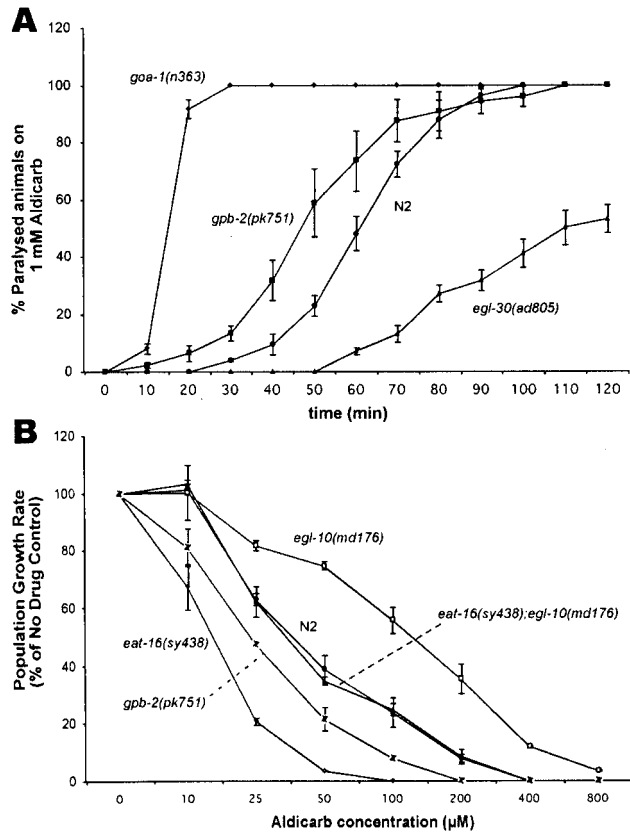 A
% Paralysed animals on
1 mM Aldicarb
120
100
80
60
40
20
0
goa-1(n363)
gpb-2(pk751)
N2
egl-30(ad805)
0 10 20 30 40 50 60 70 80 90 100 110 120
time (min)
B
Population Growth Rate
(% of No Drug Control)
120
100
80
60
40
20
0
egl-10(md176)
N2
eat-16(sy438);egl-10(md176)
eat-16(sy438)
gpb-2(pk751)
0 10 25 50 100 200 400 800
Aldicarb concentration (µM)